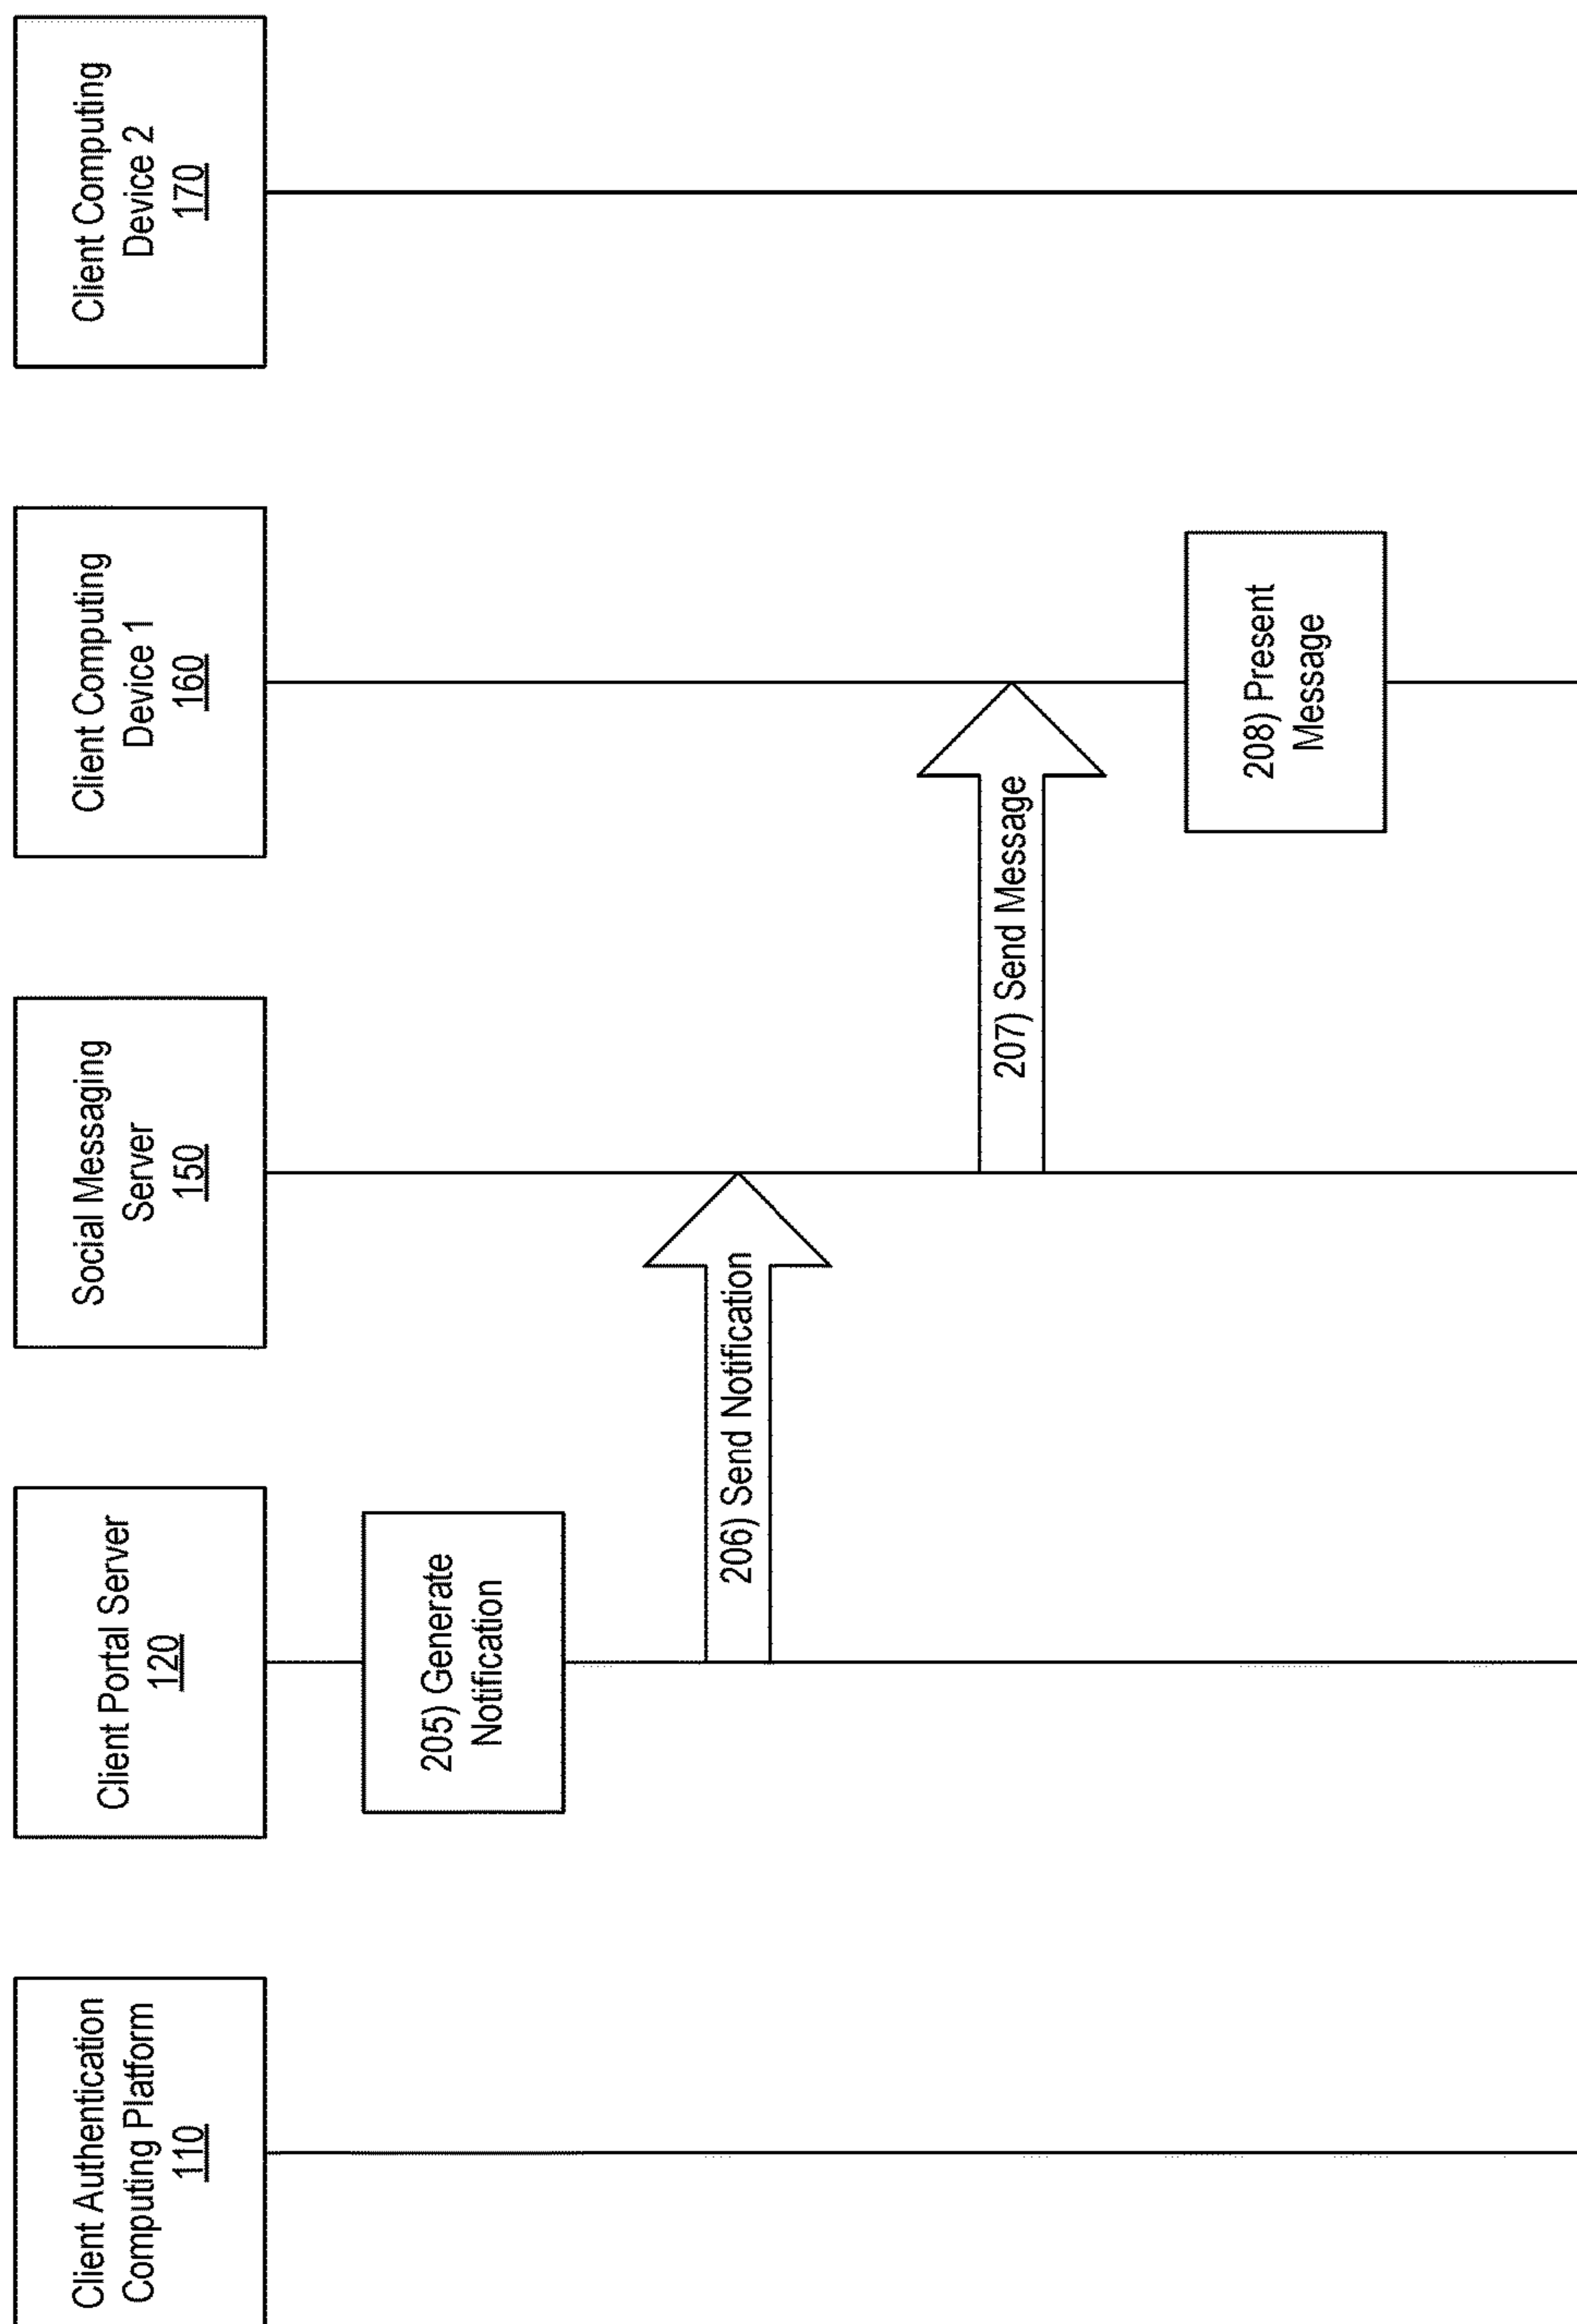 Client Authentication
Computing Platform
110
Client Portal Server
120
Social Messaging
Server
150
Client Computing
Device 1
160
Client Computing
Device 2
170
205) Generate
Notification
206) Send Notification
207) Send Message
208) Present
Message